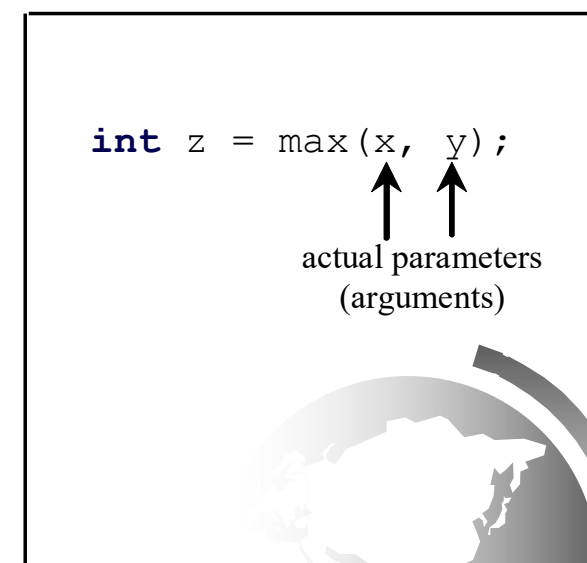 int z = max(x, y);
actual parameters
(arguments)